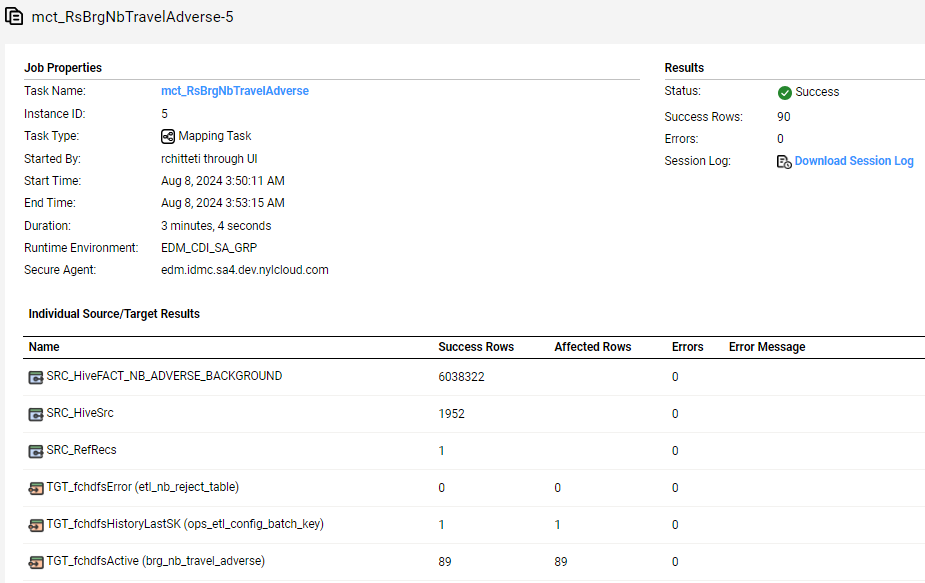 mct_RsBrgNbTravelAdverse-5
Job Properties
Task Name: mct_RsBrgNbTravelAdverse
Instance ID: 5
Task Type: Mapping Task
Started By: rchitteti through UI
Start Time: Aug 8, 2024 3:50:11 AM
End Time: Aug 8, 2024 3:53:15 AM
Duration: 3 minutes, 4 seconds
Runtime Environment: EDM_CDI_SA_GRP
Secure Agent: edm.idmc.sa4.dev.nylcloud.com
Results
Status: Success
Success Rows: 90
Errors: 0
Session Log: Download Session Log
Individual Source/Target Results
Name Success Rows Affected Rows Errors Error Message
SRC_HiveFACT_NB_ADVERSE_BACKGROUND 6038322 0
SRC_HiveSrc 1952 0
SRC_RefRecs 1 0
TGT_fchdfsError (etl_nb_reject_table) 0 0 0
TGT_fchdfsHistoryLastSK (ops_etl_config_batch_key) 1 1 0
TGT_fchdfsActive (brg_nb_travel_adverse) 89 89 0